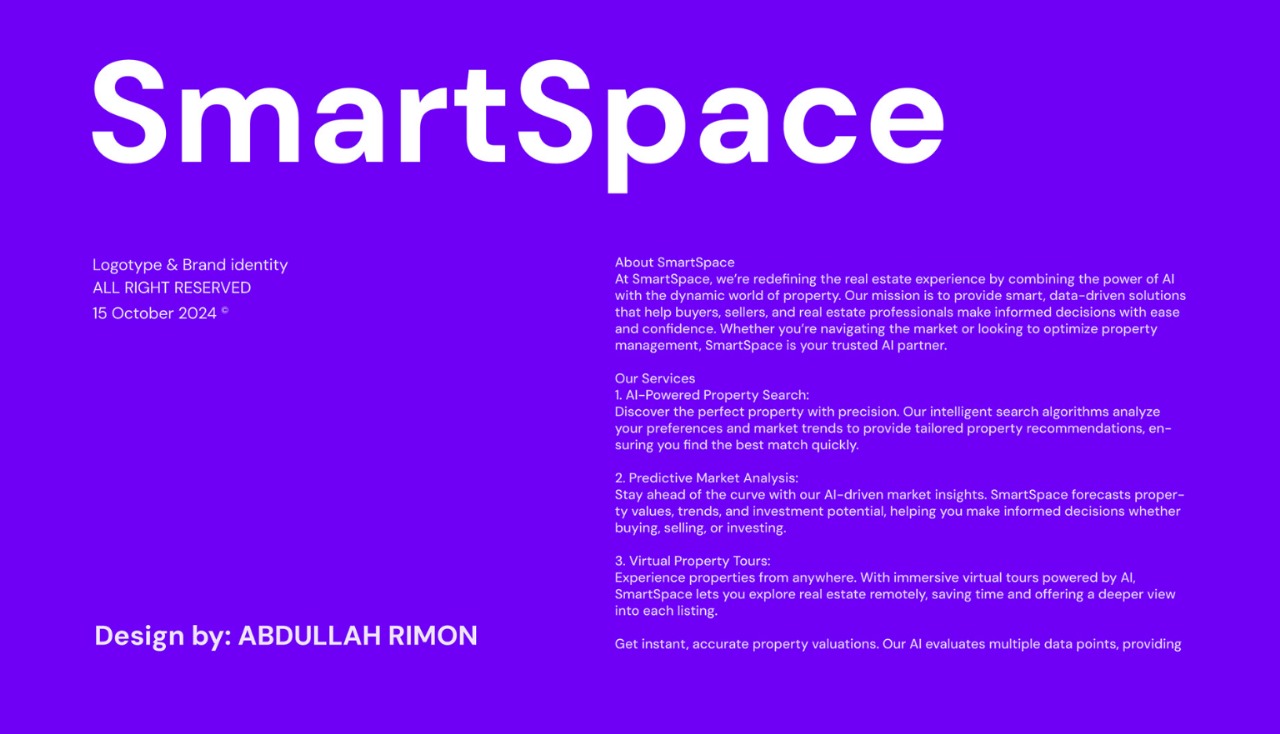 SmartSpace
Logotype & Brand identity
ALL RIGHT RESERVED
15 October 2024 ©
Design by: ABDULLAH RIMON
About SmartSpace
At SmartSpace, we’re redefining the real estate experience by combining the power of AI
with the dynamic world of property. Our mission is to provide smart, data-driven solutions
that help buyers, sellers, and real estate professionals make informed decisions with ease
and confidence. Whether you’re navigating the market or looking to optimize property
management, SmartSpace is your trusted AI partner.
Our Services
1. AI-Powered Property Search:
Discover the perfect property with precision. Our intelligent search algorithms analyze
your preferences and market trends to provide tailored property recommendations, en-
suring you find the best match quickly.
2. Predictive Market Analysis:
Stay ahead of the curve with our AI-driven market insights. SmartSpace forecasts proper-
ty values, trends, and investment potential, helping you make informed decisions whether
buying, selling, or investing.
3. Virtual Property Tours:
Experience properties from anywhere. With immersive virtual tours powered by AI,
SmartSpace lets you explore real estate remotely, saving time and offering a deeper view
into each listing.
Get instant, accurate property valuations. Our AI evaluates multiple data points, providing